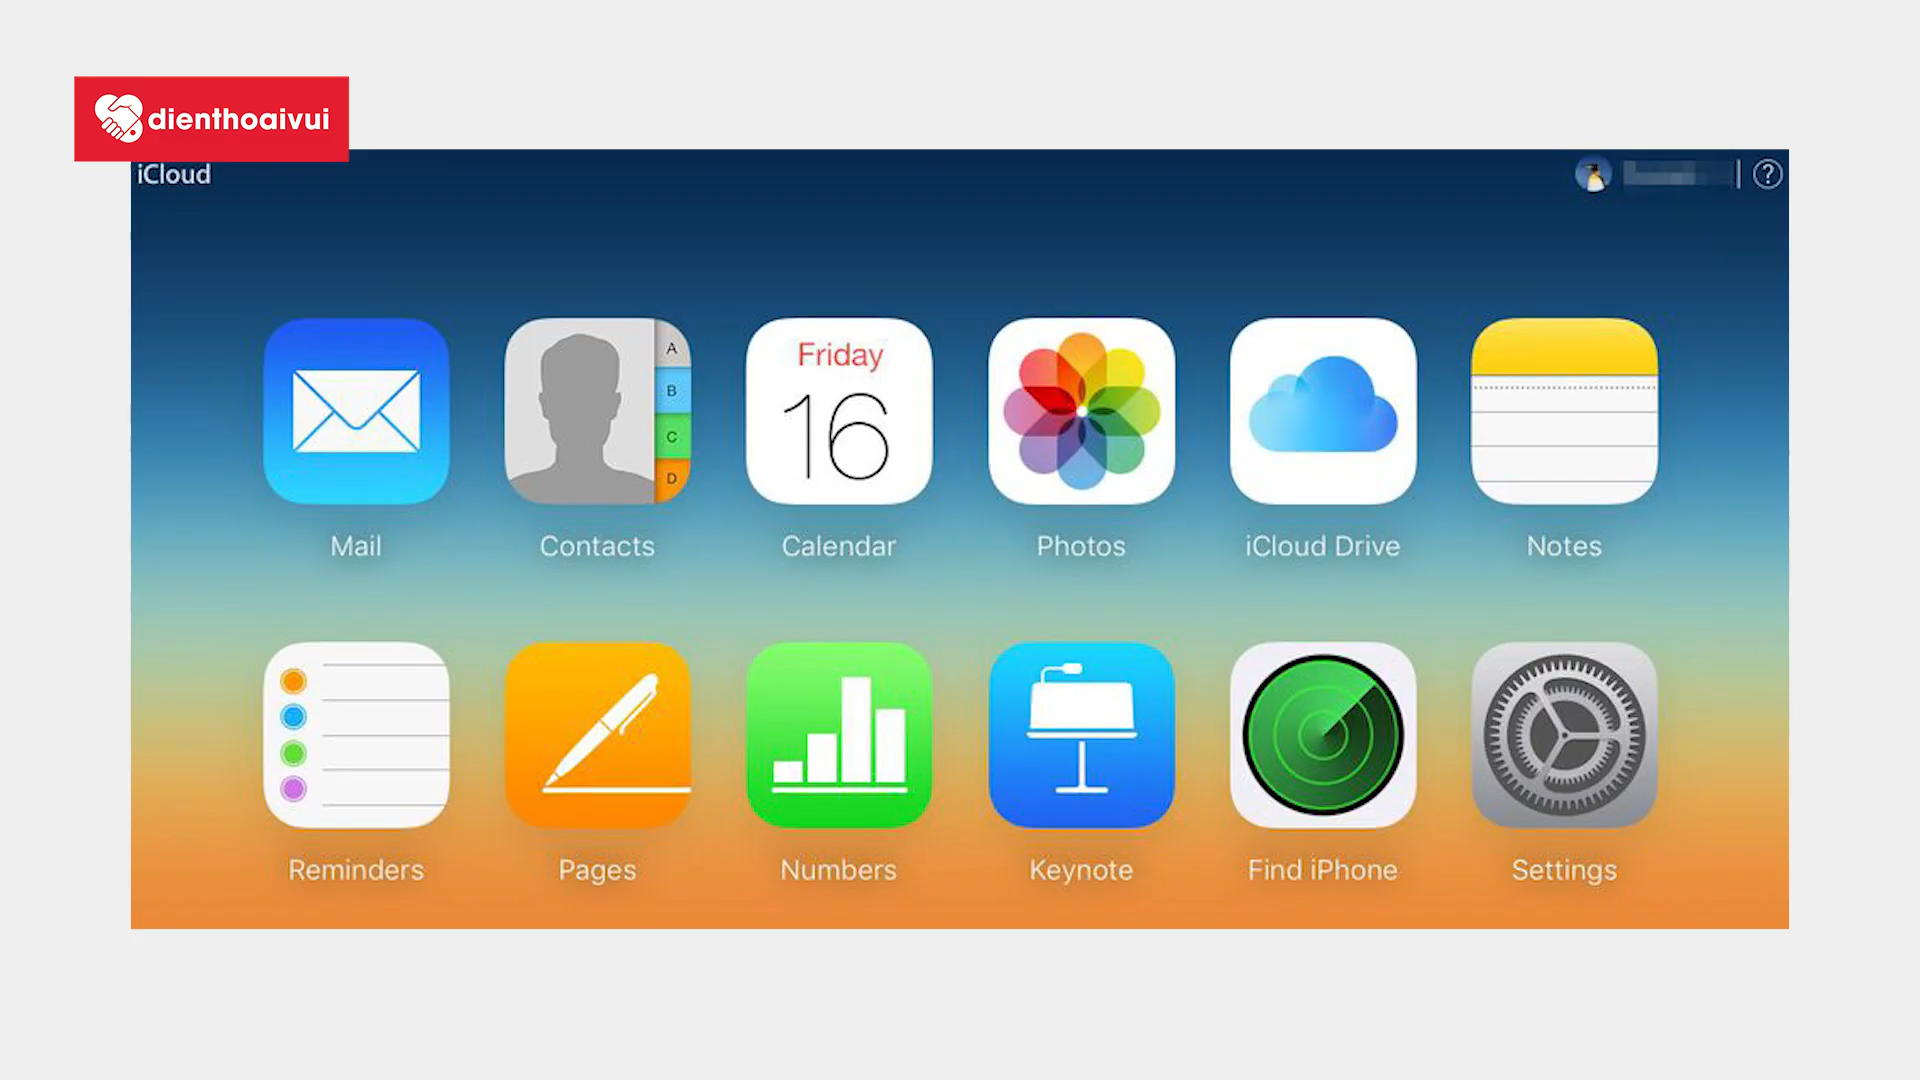 dienthoaivui
iCloud
?
A
B
C
D
Friday
16
Mail
Contacts
Calendar
Photos
iCloud Drive
Notes
Reminders
Pages
Numbers
Keynote
Find iPhone
Settings